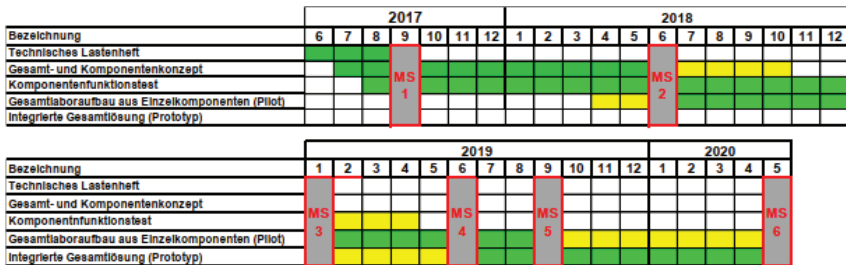 2017 2018
Bezeichnung 6 7 8 9 10 11 12 1 2 3 4 5 6 7 8 9 10 11 12
Technisches Lastenheft
Gesamt- und Komponentenkonzept
MS MS
Komponentenfunktionstest
1 2
Gesamtlaboraufbau aus Einzelkomponenten (Pilot)
Integrierte Gesamtlösung (Prototyp)
2019 2020
Bezeichnung 1 2 3 4 5 6 7 8 9 10 11 12 1 2 3 4 5
Technisches Lastenheft
Gesamt- und Komponentenkonzept
MS MS MS MS
Komponentnfunktionstest
3 4 5 6
Gesamtlaboraufbau aus Einzelkomponenten (Pilot)
Integrierte Gesamtlösung (Prototyp)